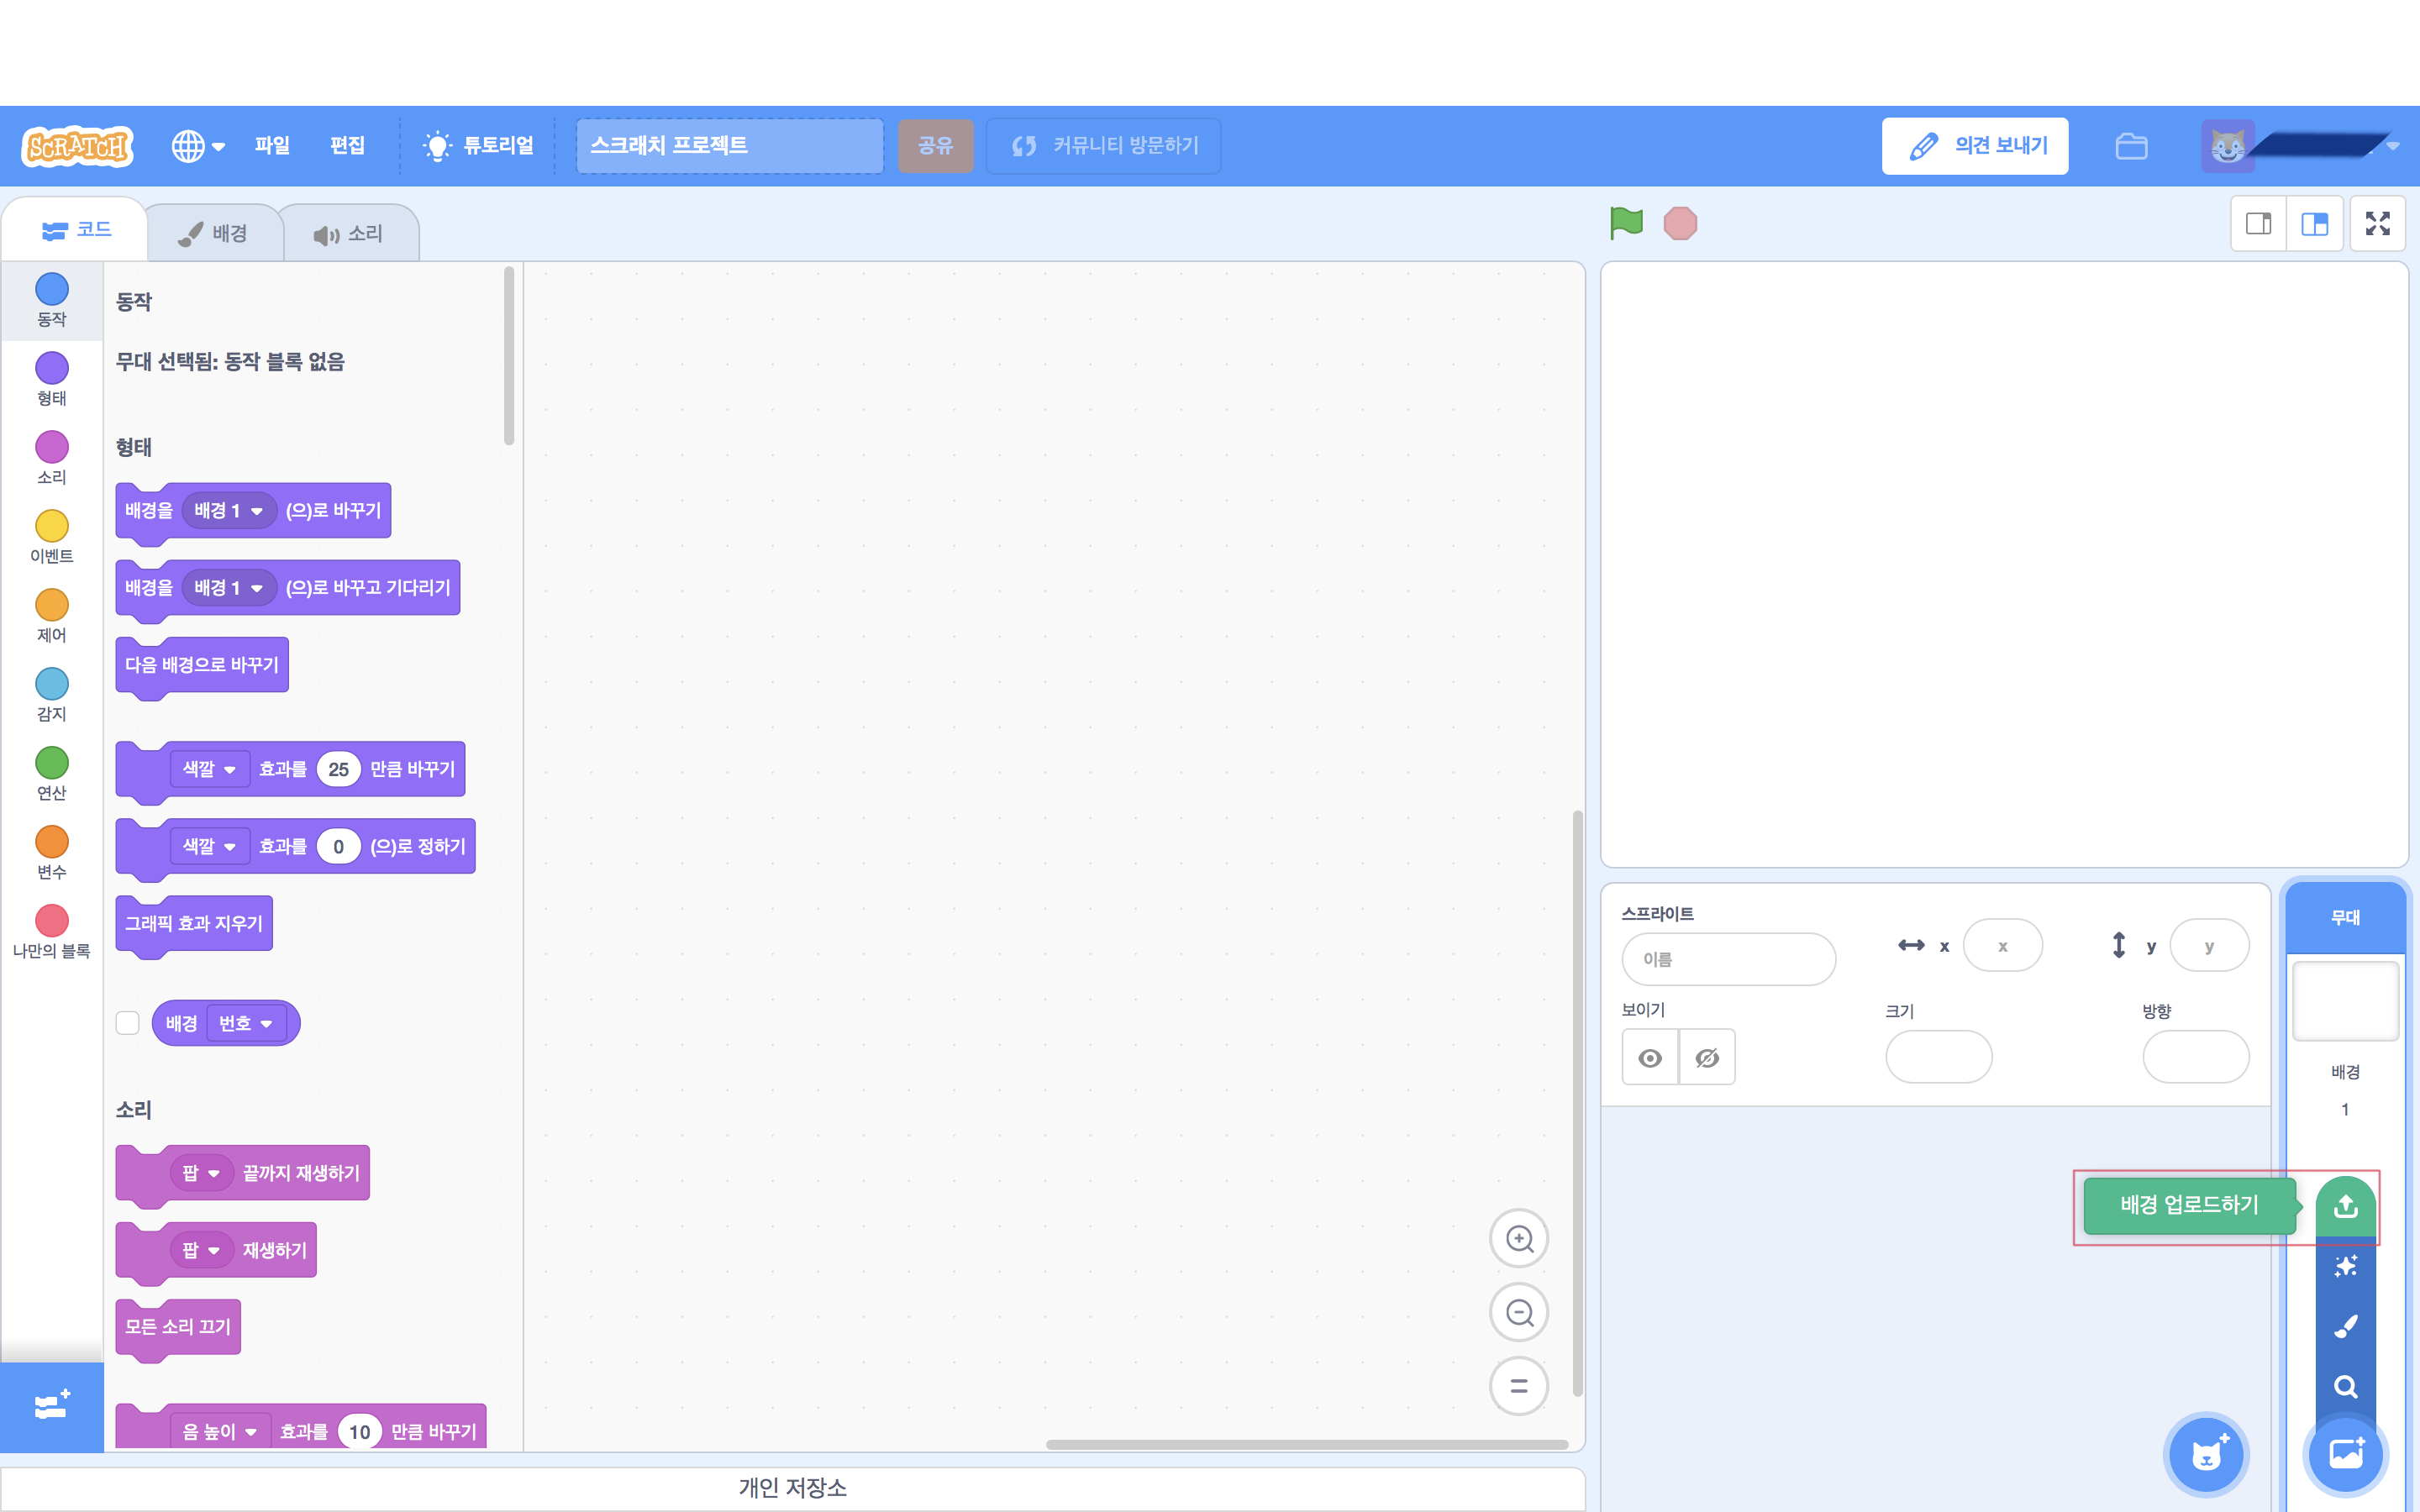 SCRATCH 파일 편집 튜토리얼 스크래치 프로젝트 공유 커뮤니티 방문하기 의견 보내기
코드 배경 소리
동작
형태
소리
이벤트
제어
감지
연산
변수
나만의 블록
동작
무대 선택됨: 동작 블록 없음
형태
배경을 배경 1 (으)로 바꾸기
배경을 배경 1 (으)로 바꾸고 기다리기
다음 배경으로 바꾸기
색깔 효과를 25 만큼 바꾸기
색깔 효과를 0 (으)로 정하기
그래픽 효과 지우기
배경 번호
소리
팝 끝까지 재생하기
팝 재생하기
모든 소리 끄기
음 높이 효과를 10 만큼 바꾸기
개인 저장소
스프라이트
이름
x x
y y
보이기
크기
방향
무대
배경
1
배경 업로드하기